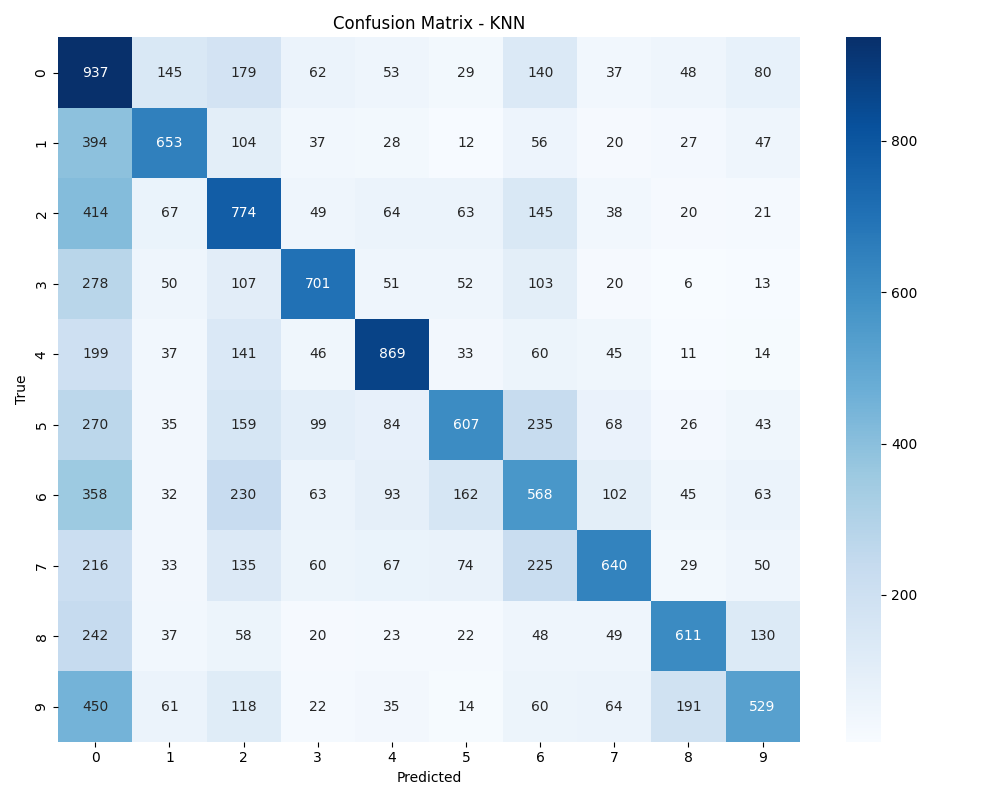 Confusion Matrix - KNN
0 937 145 179 62 53 29 140 37 48 80
1 394 653 104 37 28 12 56 20 27 47
2 414 67 774 49 64 63 145 38 20 21
3 278 50 107 701 51 52 103 20 6 13
4 199 37 141 46 869 33 60 45 11 14
5 270 35 159 99 84 607 235 68 26 43
6 358 32 230 63 93 162 568 102 45 63
7 216 33 135 60 67 74 225 640 29 50
8 242 37 58 20 23 22 48 49 611 130
9 450 61 118 22 35 14 60 64 191 529
0 1 2 3 4 5 6 7 8 9
True
Predicted
800
600
400
200